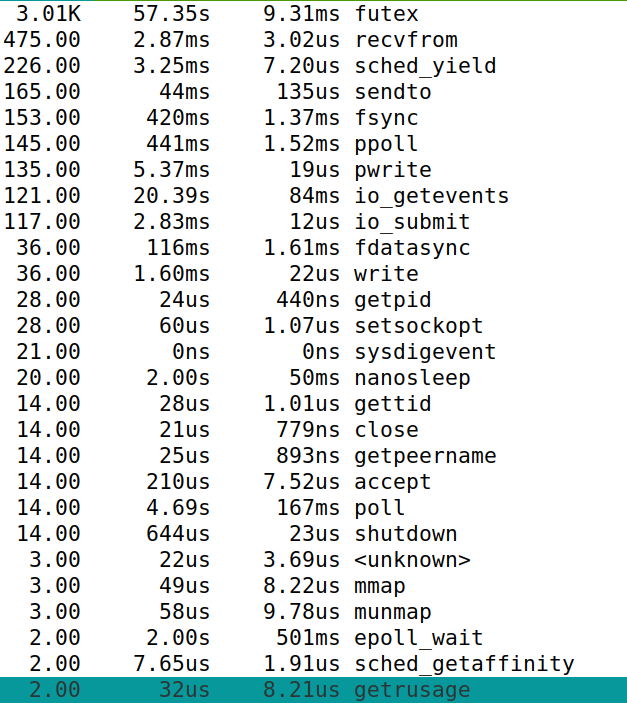 3.01K 57.35s 9.31ms futex
475.00 2.87ms 3.02us recvfrom
226.00 3.25ms 7.20us sched_yield
165.00 44ms 135us sendto
153.00 420ms 1.37ms fsync
145.00 441ms 1.52ms ppoll
135.00 5.37ms 19us pwrite
121.00 20.39s 84ms io_getevents
117.00 2.83ms 12us io_submit
36.00 116ms 1.61ms fdatasync
36.00 1.60ms 22us write
28.00 24us 440ns getpid
28.00 60us 1.07us setsockopt
21.00 0ns 0ns sysdigevent
20.00 2.00s 50ms nanosleep
14.00 28us 1.01us gettid
14.00 21us 779ns close
14.00 25us 893ns getpeername
14.00 210us 7.52us accept
14.00 4.69s 167ms poll
14.00 644us 23us shutdown
3.00 22us 3.69us <unknown>
3.00 49us 8.22us mmap
3.00 58us 9.78us munmap
2.00 2.00s 501ms epoll_wait
2.00 7.65us 1.91us sched_getaffinity
2.00 32us 8.21us getrusage